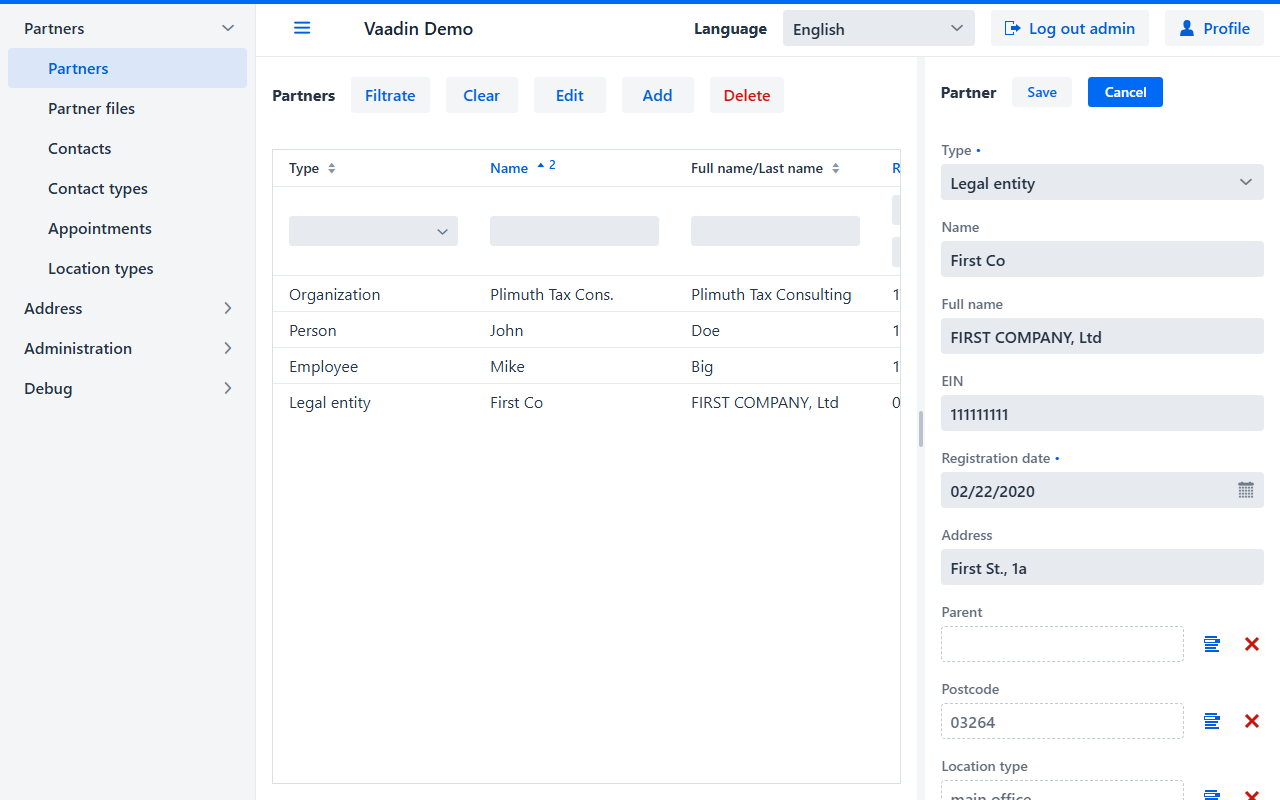 Partners
Partners
Partner files
Contacts
Contact types
Appointments
Location types
Address
Administration
Debug
Vaadin Demo
Language
English
Log out admin
Profile
Partners
Filtrate
Clear
Edit
Add
Delete
Type
Name 2
Full name/Last name
R
Organization Plimuth Tax Cons. Plimuth Tax Consulting 1
Person John Doe 1
Employee Mike Big 1
Legal entity First Co FIRST COMPANY, Ltd 0
Partner
Save
Cancel
Type •
Legal entity
Name
First Co
Full name
FIRST COMPANY, Ltd
EIN
111111111
Registration date •
02/22/2020
Address
First St., 1a
Parent
Postcode
03264
Location type
main office